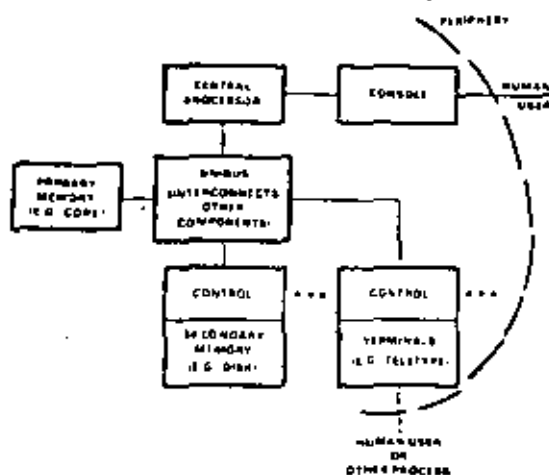 PERIPHERY
CENTRAL
PROCESSOR
CONSOLE
HUMAN
USER
PRIMARY
MEMORY
(E.G. CORE)
UNIBUS
(INTERCONNECTS
OTHER
COMPONENTS)
CONTROL
CONTROL
SECONDARY
MEMORY
(E.G. DISK)
TERMINALS
(E.G. TELETYPE)
HUMAN USER
OR
OTHER PROCESS